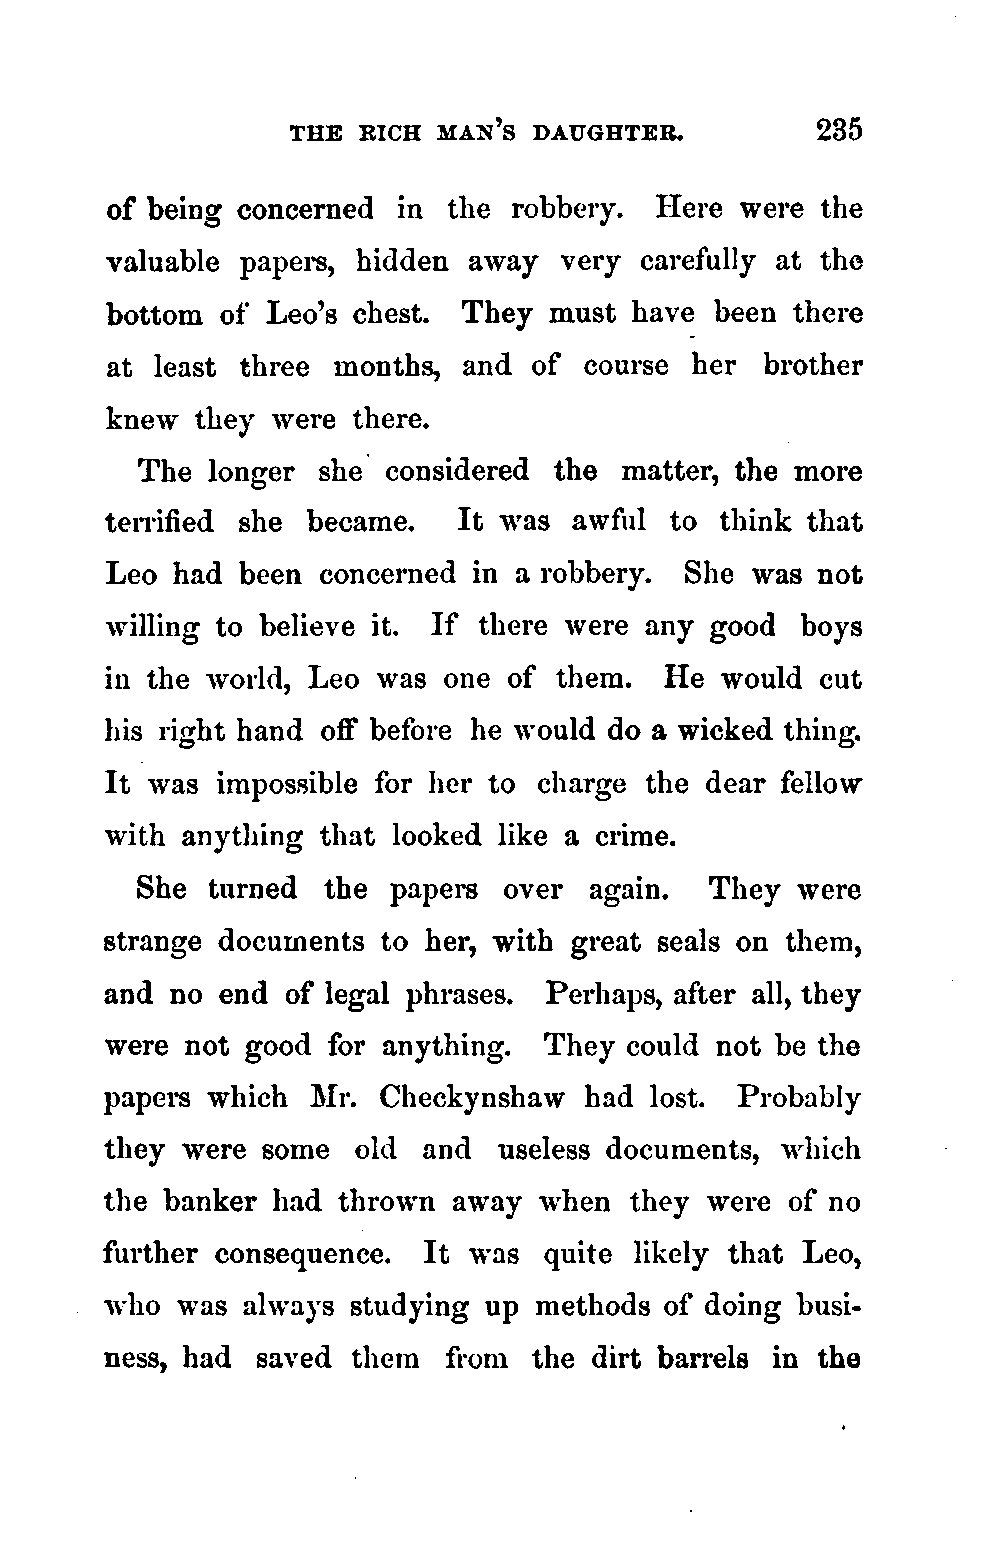 THE RICH MAN'S DAUGHTER. 235
of being concerned in the robbery. Here were the
valuable papers, hidden away very carefully at the
bottom of Leo's chest. They must have been there
at least three months, and of course her brother
knew they were there.
The longer she considered the matter, the more
terrified she became. It was awful to think that
Leo had been concerned in a robbery. She was not
willing to believe it. If there were any good boys
in the world, Leo was one of them. He would cut
his right hand off before he would do a wicked thing.
It was impossible for her to charge the dear fellow
with anything that looked like a crime.
She turned the papers over again. They were
strange documents to her, with great seals on them,
and no end of legal phrases. Perhaps, after all, they
were not good for anything. They could not be the
papers which Mr. Checkynshaw had lost. Probably
they were some old and useless documents, which
the banker had thrown away when they were of no
further consequence. It was quite likely that Leo,
who was always studying up methods of doing busi-
ness, had saved them from the dirt barrels in the